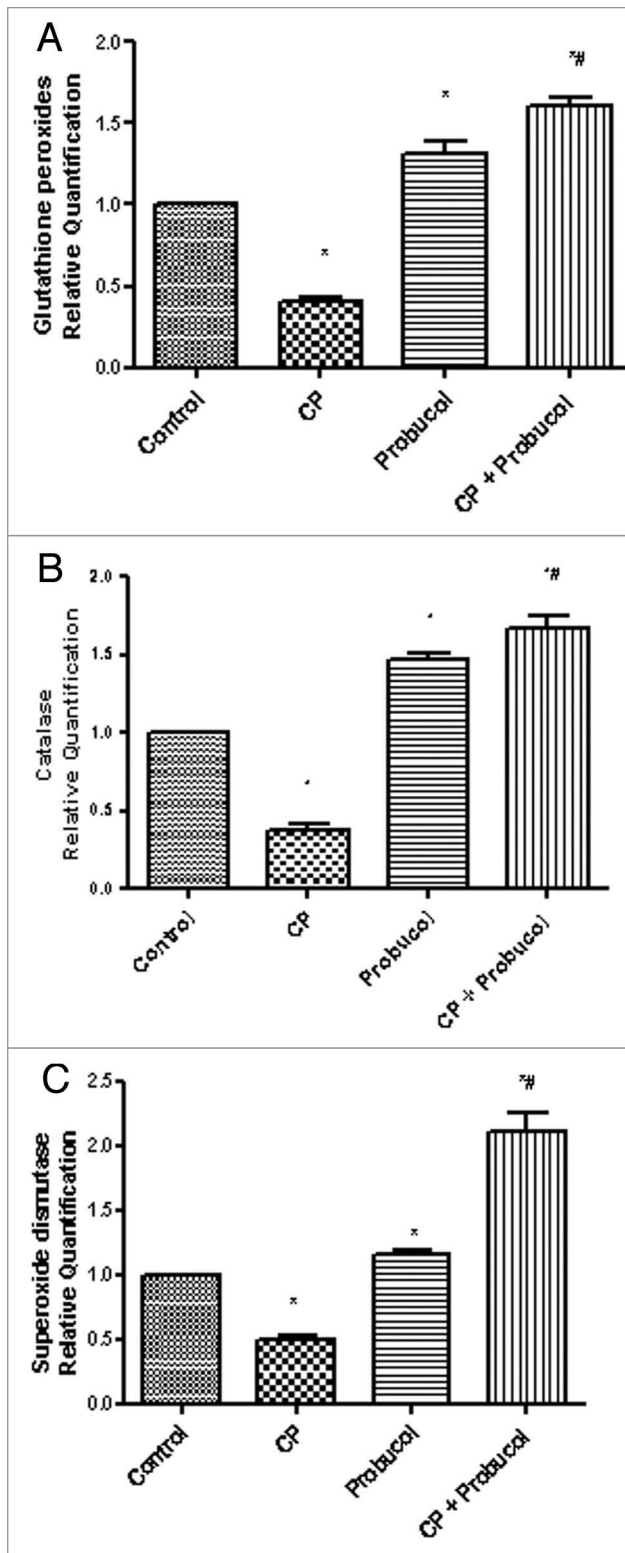 A
Glutathione peroxides
Relative Quantification
2.0
1.5
1.0
0.5
0.0
*
*
*#
Control
CP
Probucol
CP + Probucol
B
Catalase
Relative Quantification
2.0
1.5
1.0
0.5
0.0
*#
Control
CP
Probucol
CP + Probucol
C
Superoxide dismutase
Relative Quantification
2.5
2.0
1.5
1.0
0.5
0.0
*
*
*#
Control
CP
Probucol
CP + Probucol